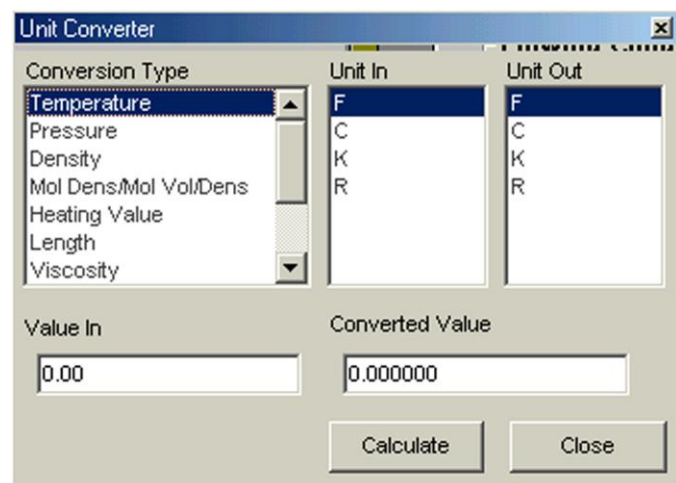 Unit Converter
Conversion Type
Unit In
Unit Out
Temperature
Pressure
Density
Mol Dens/Mol Vol/Dens
Heating Value
Length
Viscosity
F
C
K
R
F
C
K
R
Value In
Converted Value
0.00
0.000000
Calculate
Close